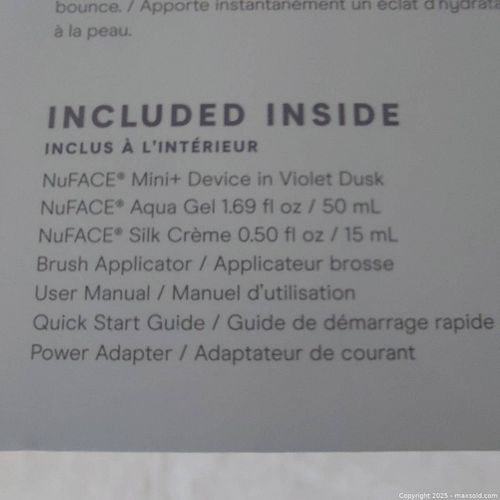 bounce. / Apporte instantanément un éclat d'hydrata
à la peau.
INCLUDED INSIDE
INCLUS À L'INTÉRIEUR
NuFACE® Mini+ Device in Violet Dusk
NuFACE® Aqua Gel 1.69 fl oz / 50 mL
NuFACE® Silk Crème 0.50 fl oz / 15 mL
Brush Applicator / Applicateur brosse
User Manual / Manuel d'utilisation
Quick Start Guide / Guide de démarrage rapide
Power Adapter / Adaptateur de courant
Copyright 2025 - maxsold.com